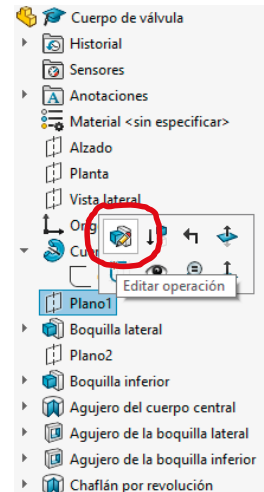 Cuerpo de válvula
Historial
Sensores
Anotaciones
Material <sin especificar>
Alzado
Planta
Vista lateral
Editar operación
Plano1
Boquilla lateral
Plano2
Boquilla inferior
Agujero del cuerpo central
Agujero de la boquilla lateral
Agujero de la boquilla inferior
Chaflán por revolución